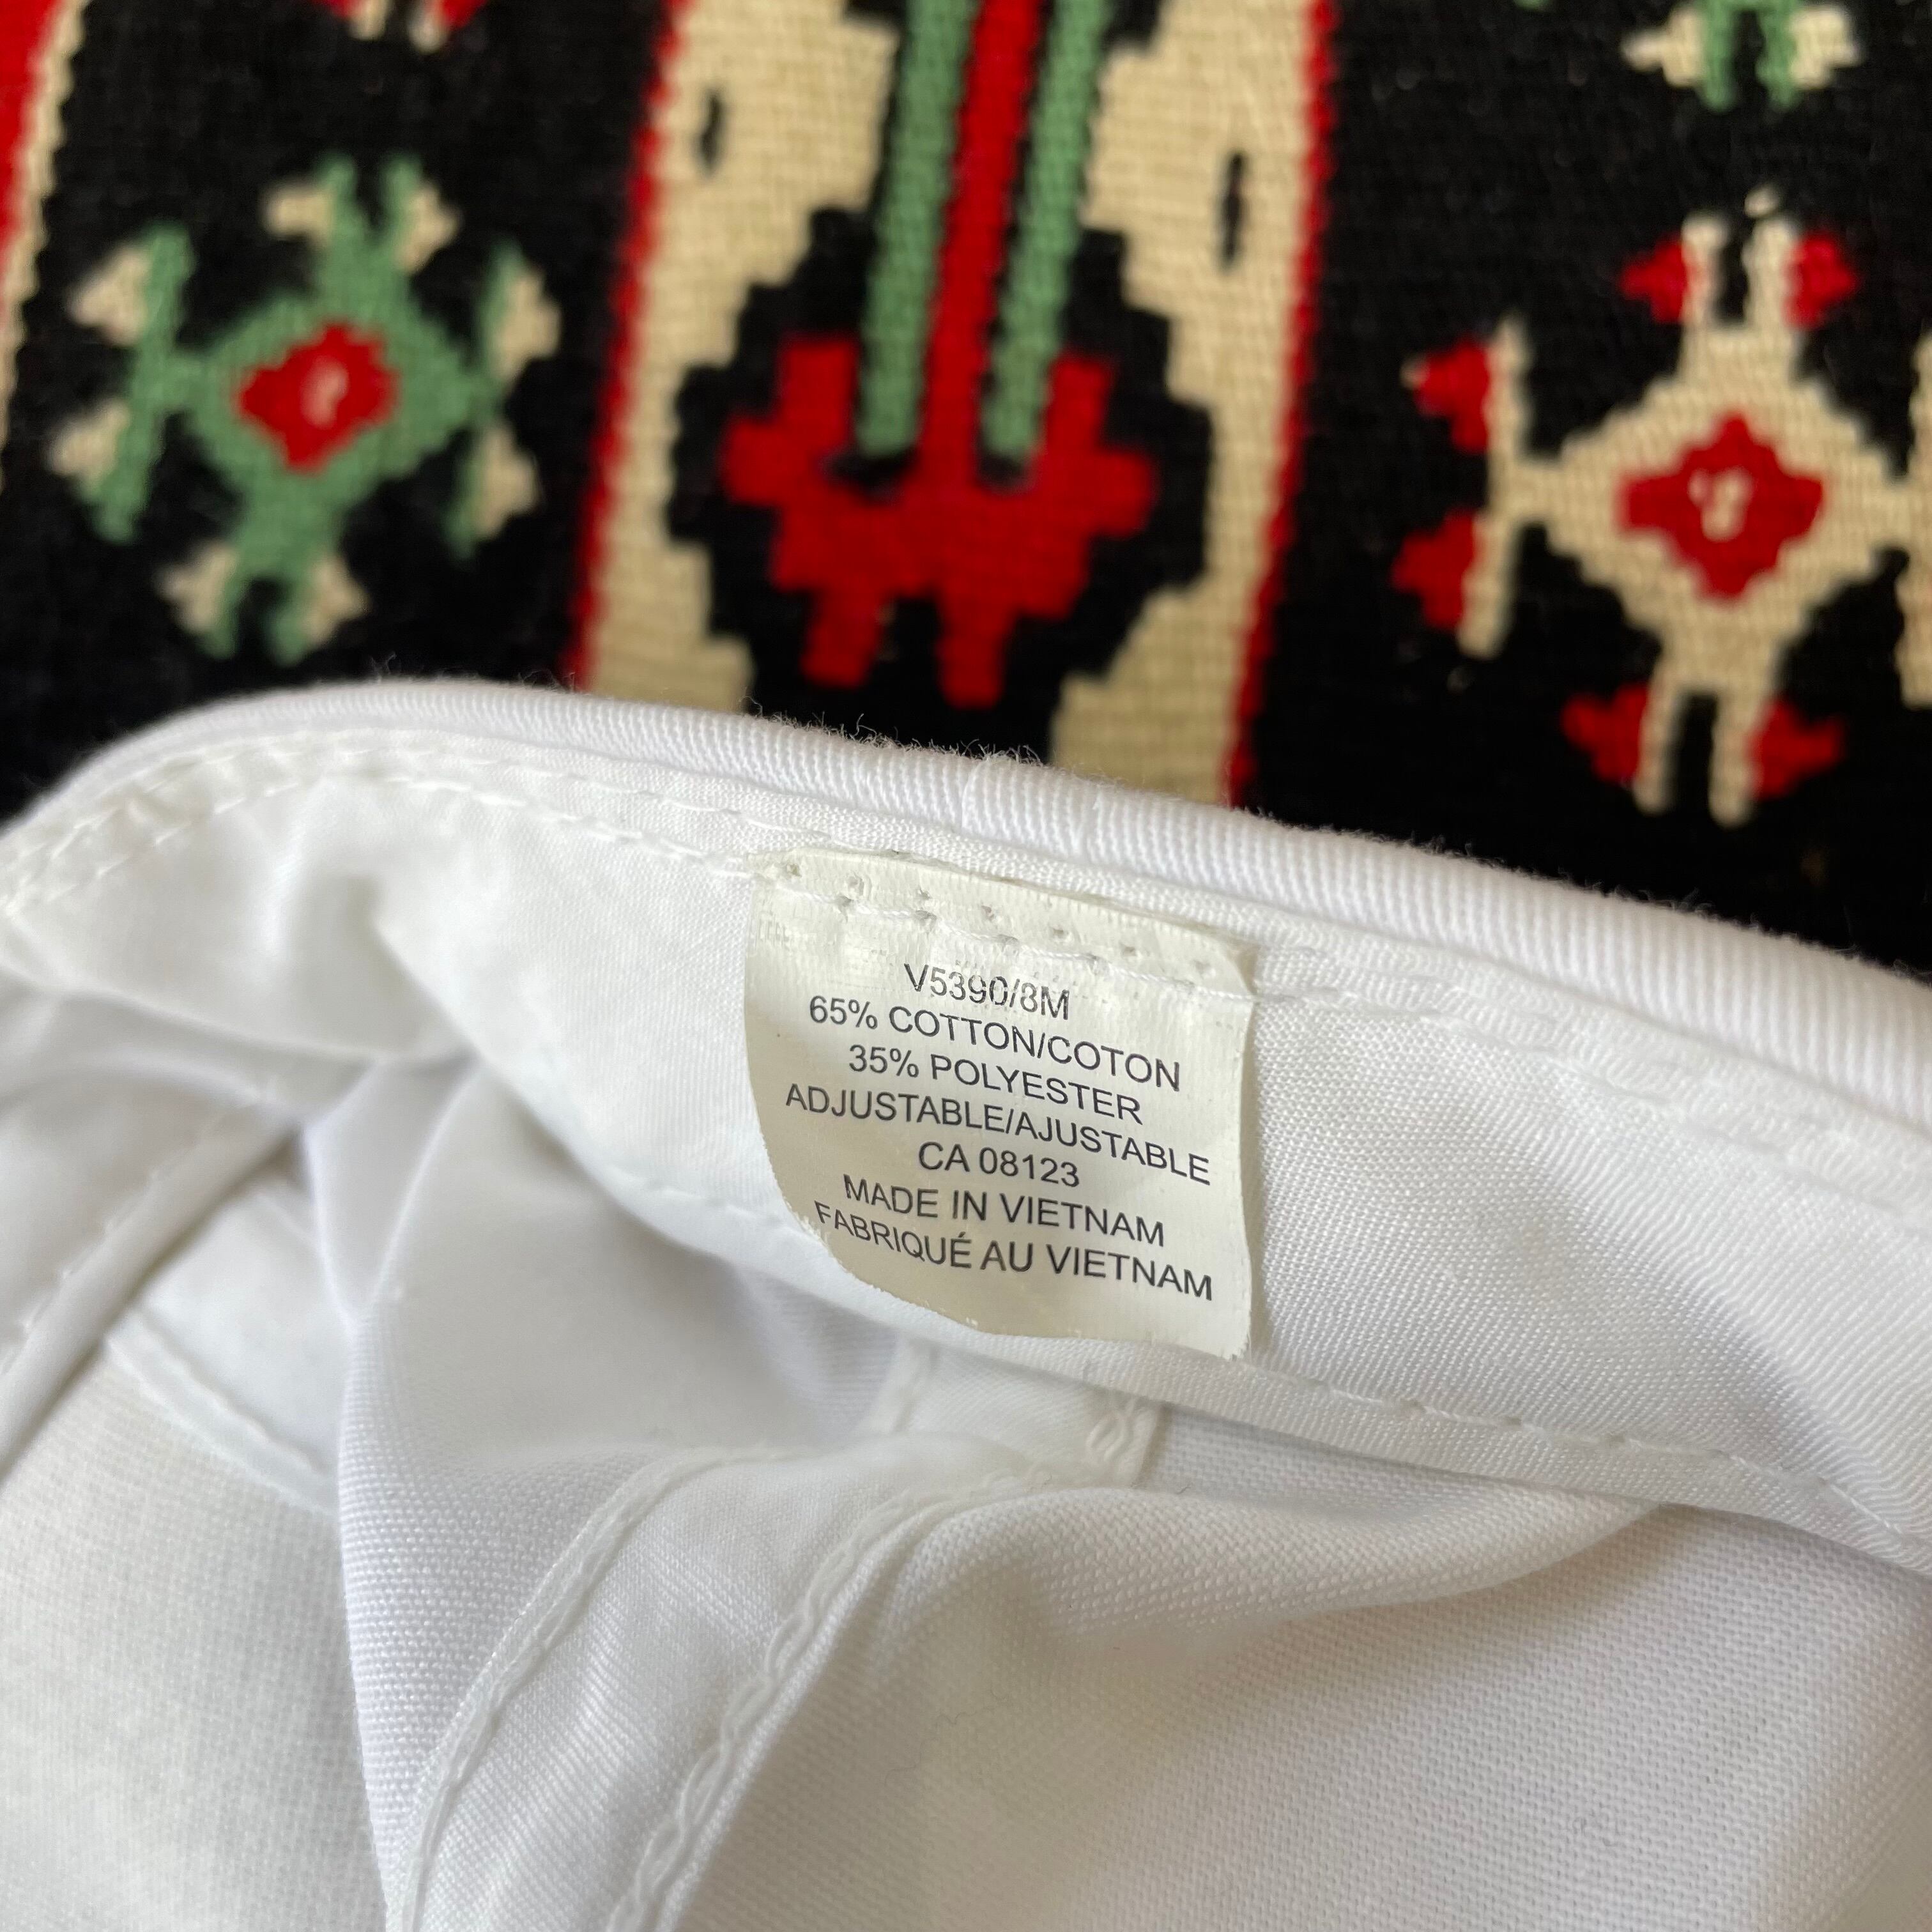 V5390/8M
65% COTTON/COTON
35% POLYESTER
ADJUSTABLE/AJUSTABLE
CA 08123
MADE IN VIETNAM
FABRIQUÉ AU VIETNAM